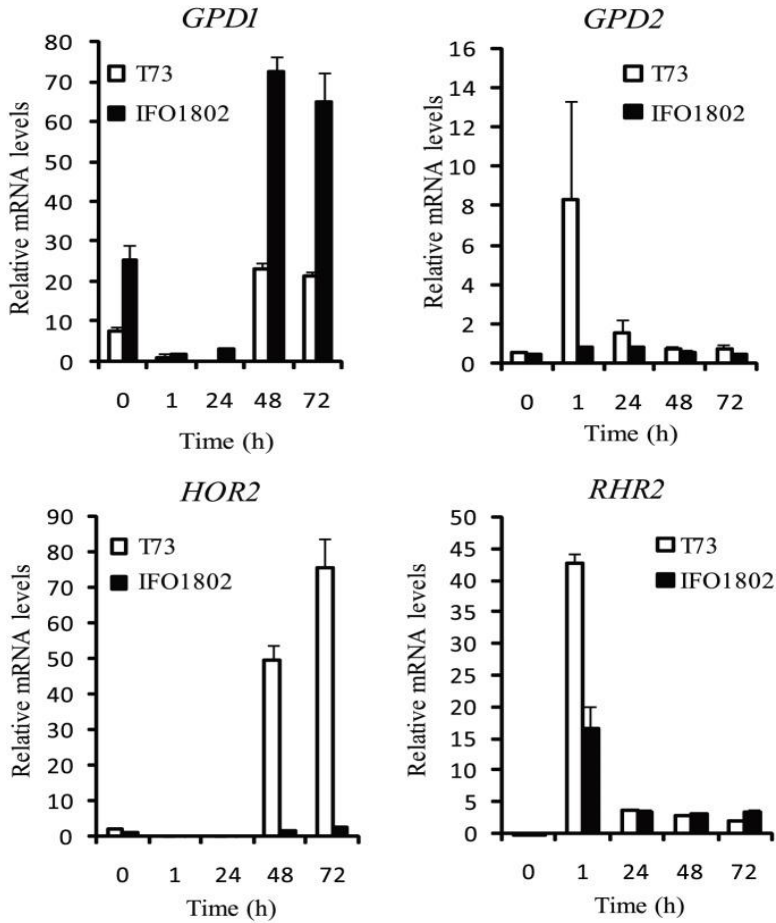 GPD1
80
70
60
50
40
30
20
10
0
Relative mRNA levels
T73
IFO1802
0 1 24 48 72
Time (h)
GPD2
16
14
12
10
8
6
4
2
0
Relative mRNA levels
T73
IFO1802
0 1 24 48 72
Time (h)
HOR2
90
80
70
60
50
40
30
20
10
0
Relative mRNA levels
T73
IFO1802
0 1 24 48 72
Time (h)
RHR2
50
45
40
35
30
25
20
15
10
5
0
Relative mRNA levels
T73
IFO1802
0 1 24 48 72
Time (h)